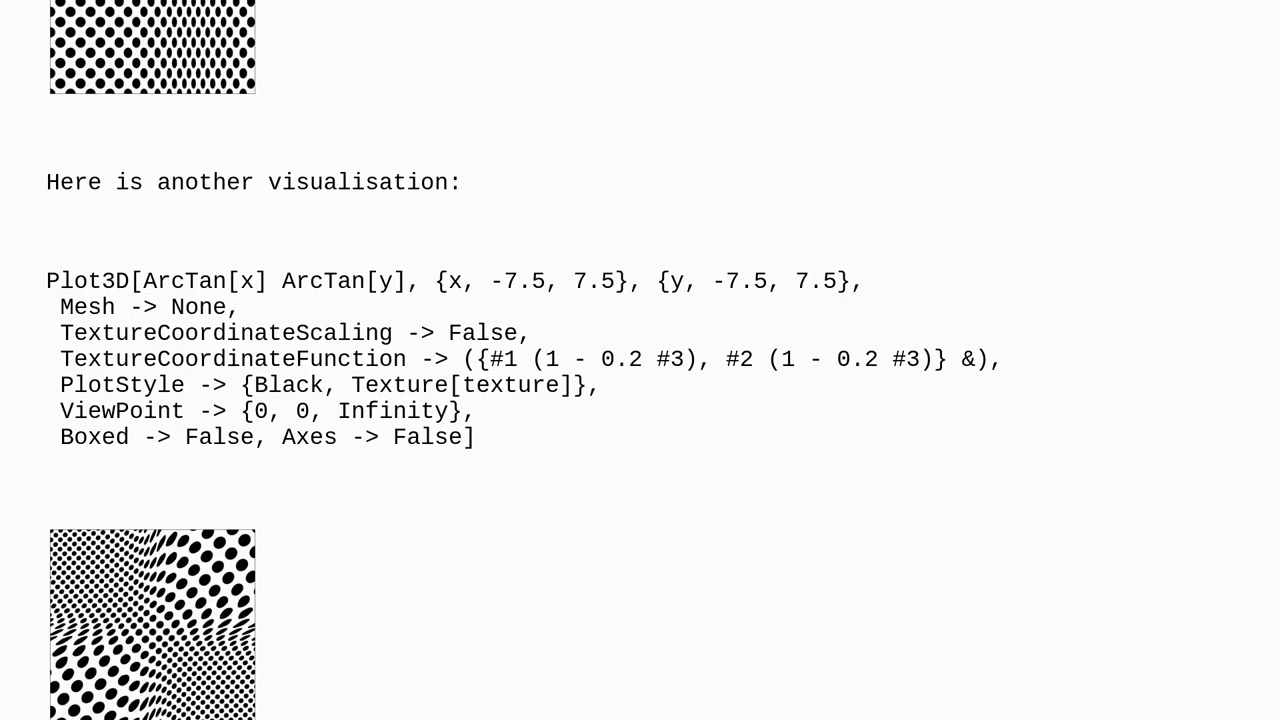 Here is another visualisation:
Plot3D[ArcTan[x] ArcTan[y], {x, -7.5, 7.5}, {y, -7.5, 7.5},
Mesh -> None,
TextureCoordinateScaling -> False,
TextureCoordinateFunction -> ({#1 (1 - 0.2 #3), #2 (1 - 0.2 #3)} &),
PlotStyle -> {Black, Texture[texture]},
ViewPoint -> {0, 0, Infinity},
Boxed -> False, Axes -> False]